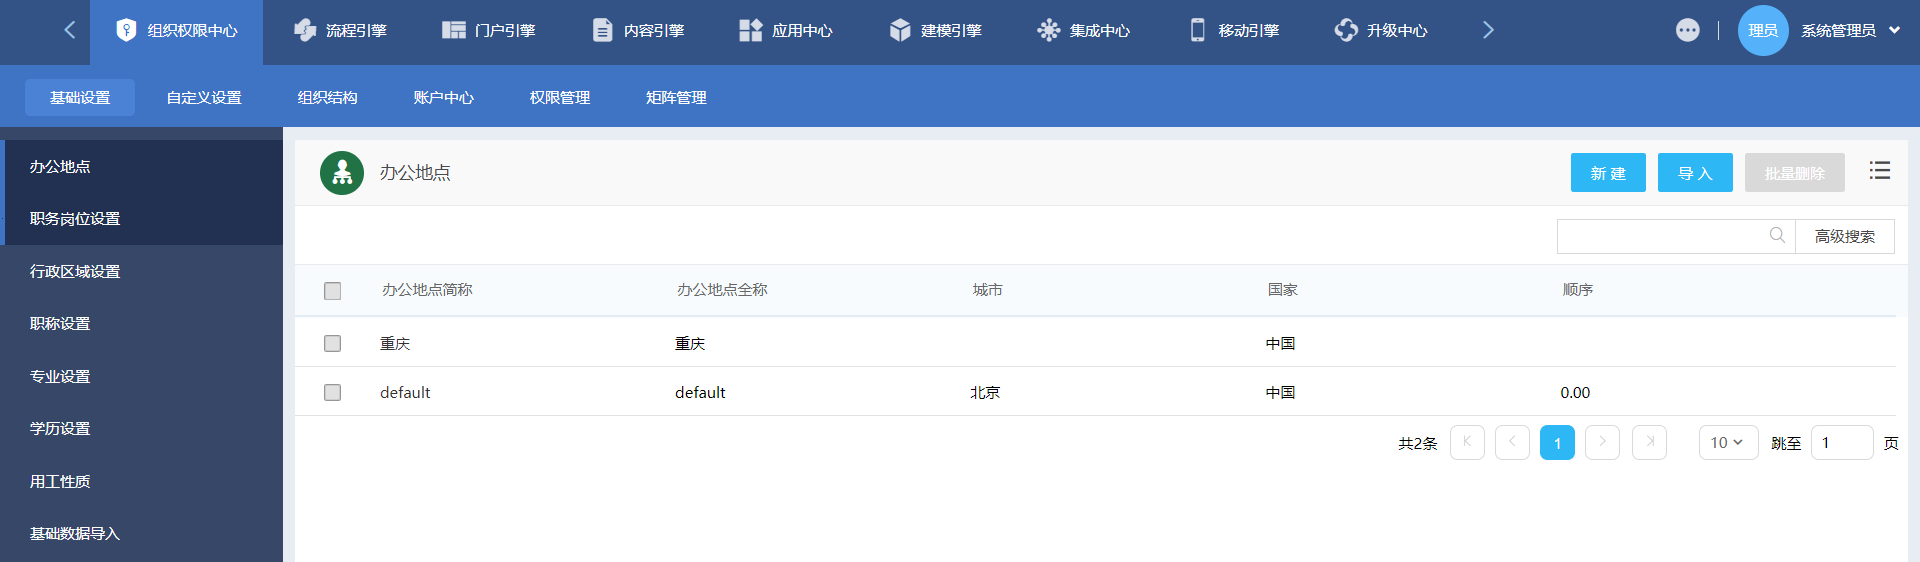 组织权限中心 流程引擎 门户引擎 内容引擎 应用中心 建模引擎 集成中心 移动引擎 升级中心 理员 系统管理员
基础设置 自定义设置 组织结构 账户中心 权限管理 矩阵管理
办公地点
职务岗位设置
行政区域设置
职称设置
专业设置
学历设置
用工性质
基础数据导入
办公地点 新建 导入 批量删除
高级搜索
办公地点简称 办公地点全称 城市 国家 顺序
重庆 重庆 中国
default default 北京 中国 0.00
共2条 1 10 跳至 1 页